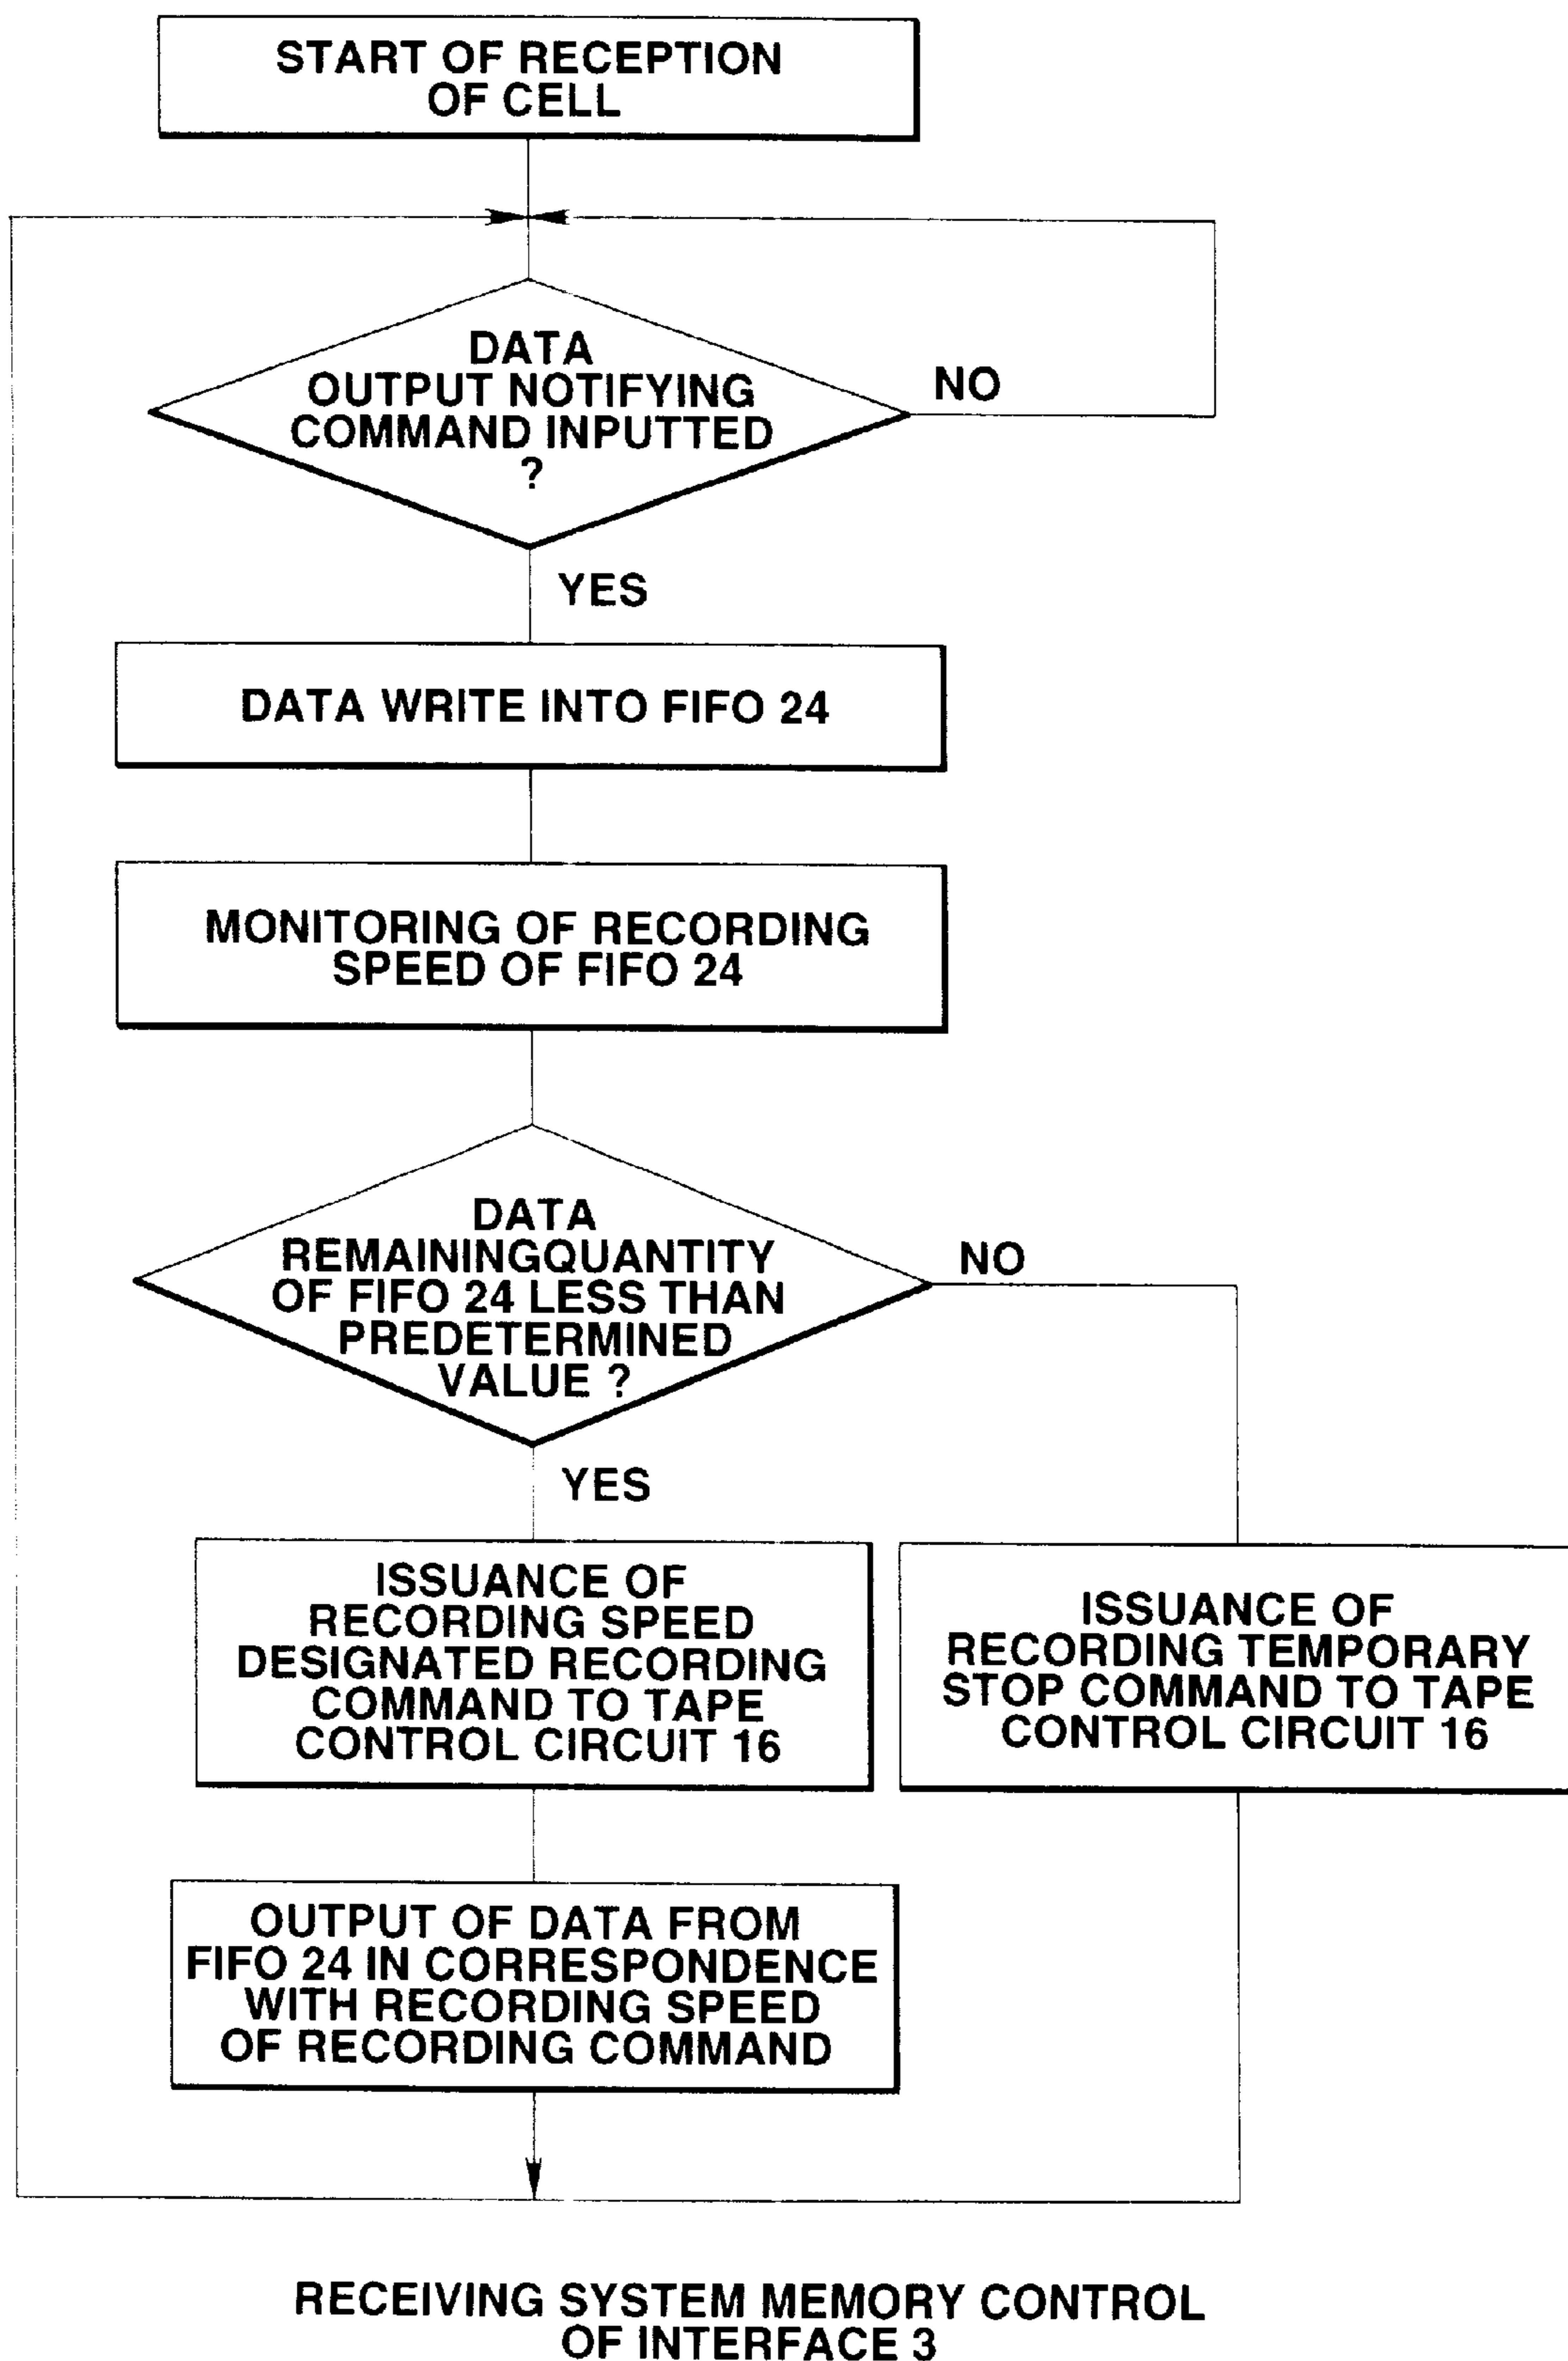 START OF RECEPTION
OF CELL
DATA
OUTPUT NOTIFYING
COMMAND INPUTTED
?
NO
YES
DATA WRITE INTO FIFO 24
MONITORING OF RECORDING
SPEED OF FIFO 24
DATA
REMAININGQUANTITY
OF FIFO 24 LESS THAN
PREDETERMINED
VALUE ?
NO
YES
ISSUANCE OF
RECORDING SPEED
DESIGNATED RECORDING
COMMAND TO TAPE
CONTROL CIRCUIT 16
ISSUANCE OF
RECORDING TEMPORARY
STOP COMMAND TO TAPE
CONTROL CIRCUIT 16
OUTPUT OF DATA FROM
FIFO 24 IN CORRESPONDENCE
WITH RECORDING SPEED
OF RECORDING COMMAND
RECEIVING SYSTEM MEMORY CONTROL
OF INTERFACE 3